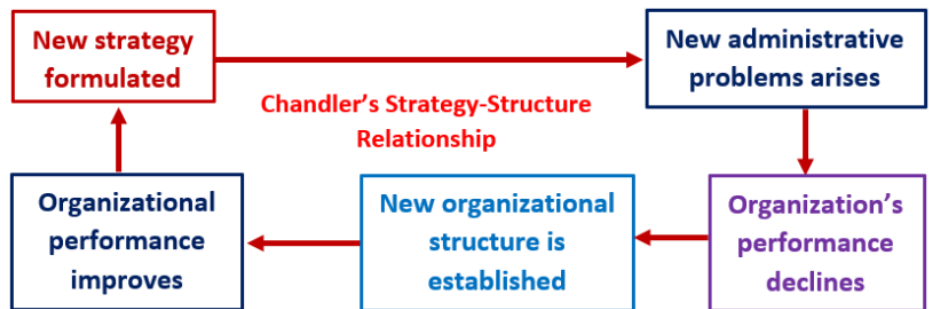 New strategy
formulated
New administrative
problems arises
Chandler's Strategy-Structure
Relationship
Organizational
performance
improves
New organizational
structure is
established
Organization's
performance
declines